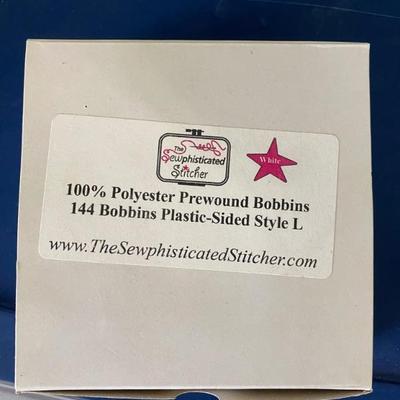 The
Sewphisticated
Stitcher
White
100% Polyester Prewound Bobbins
144 Bobbins Plastic-Sided Style L
www.TheSewphisticatedStitcher.com